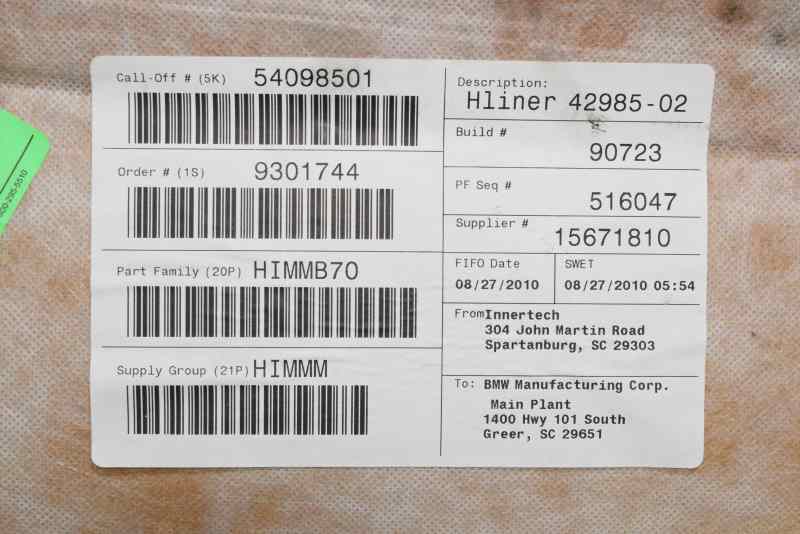 Call-Off # (5K) 54098501
Order # (1S) 9301744
Part Family (20P) HIMMB70
Supply Group (21P) HIMMM
Description:
Hliner 42985-02
Build #
90723
PF Seq #
516047
Supplier #
15671810
FIFO Date
08/27/2010
SWET
08/27/2010 05:54
From Innertech
304 John Martin Road
Spartanburg, SC 29303
To: BMW Manufacturing Corp.
Main Plant
1400 Hwy 101 South
Greer, SC 29651
800-295-5510